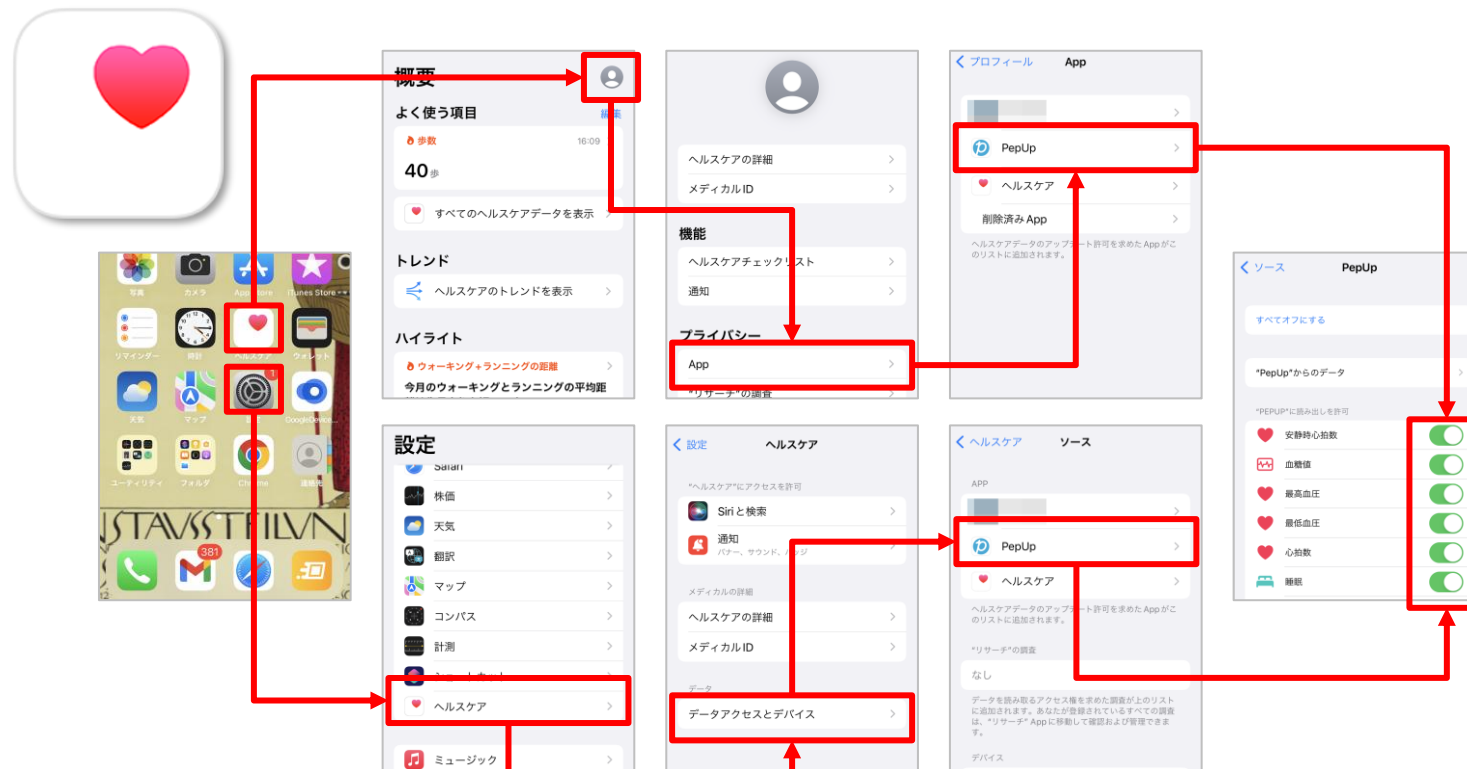 概要
よく使う項目
編集
歩数
16:09
40歩
すべてのヘルスケアデータを表示
トレンド
ヘルスケアのトレンドを表示
ハイライト
ウォーキング+ランニングの距離
今月のウォーキングとランニングの平均距
ヘルスケアの詳細
メディカルID
機能
ヘルスケアチェックリスト
通知
プライバシー
App
"リサーチ"の調査
プロフィール
App
PepUp
ヘルスケア
削除済みApp
ヘルスケアデータのアップデート許可を求めたAppがこ
のリストに追加されます。
写真
カメラ
App Store
iTunes Store
リマインダー
時計
ヘルスケア
ウォレット
天気
マップ
設定
1
GoogleDevice...
ユーティリティ
フォルダ
Chrome
連絡先
381
設定
Safari
株価
天気
翻訳
マップ
コンパス
計測
ショートカット
ヘルスケア
ミュージック
設定
ヘルスケア
"ヘルスケア"にアクセスを許可
Siriと検索
通知
バナー、サウンド、バッジ
メディカルの詳細
ヘルスケアの詳細
メディカルID
データ
データアクセスとデバイス
ヘルスケア
ソース
APP
PepUp
ヘルスケア
ヘルスケアデータのアップデート許可を求めたAppがこ
のリストに追加されます。
"リサーチ"の調査
なし
データを読み取るアクセス権を求めた調査が上のリスト
に追加されます。あなたが登録されているすべての調査
は、"リサーチ" Appに移動して確認および管理できま
す。
デバイス
ソース
PepUp
すべてオフにする
"PepUp"からのデータ
"PEPUP"に読み出しを許可
安静時心拍数
血糖値
最高血圧
最低血圧
心拍数
睡眠